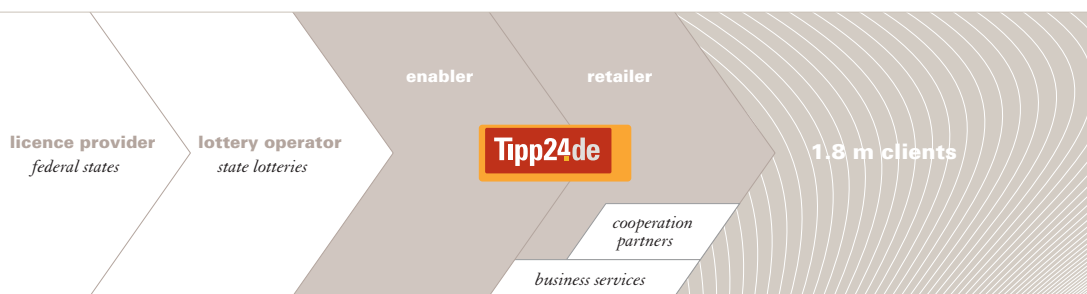 enabler
retailer
licence provider
federal states
lottery operator
state lotteries
Tipp24.de
1.8 m clients
cooperation
partners
business services